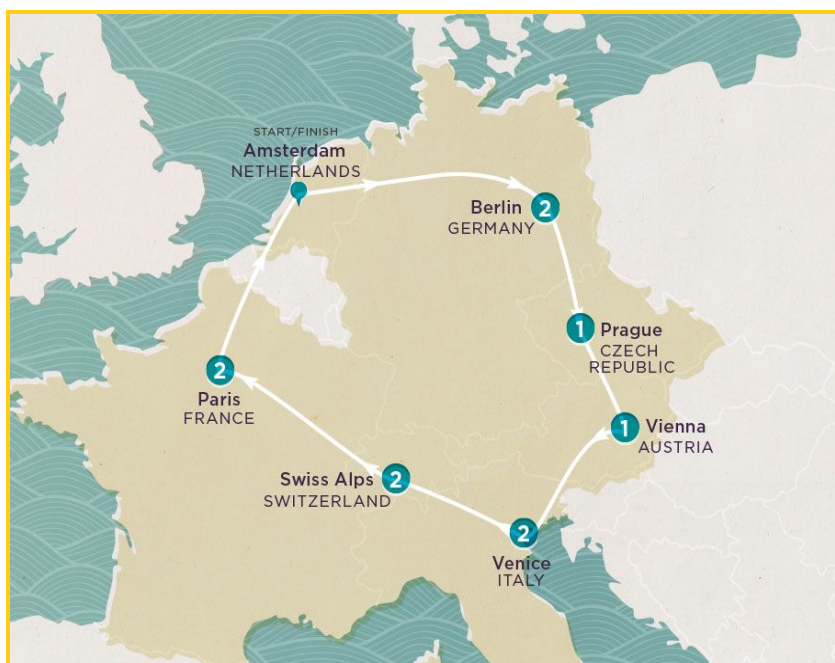 START/FINISH
Amsterdam
NETHERLANDS
Berlin
GERMANY
2
1
Prague
CZECH
REPUBLIC
2
Paris
FRANCE
1
Vienna
AUSTRIA
Swiss Alps
SWITZERLAND
2
2
Venice
ITALY